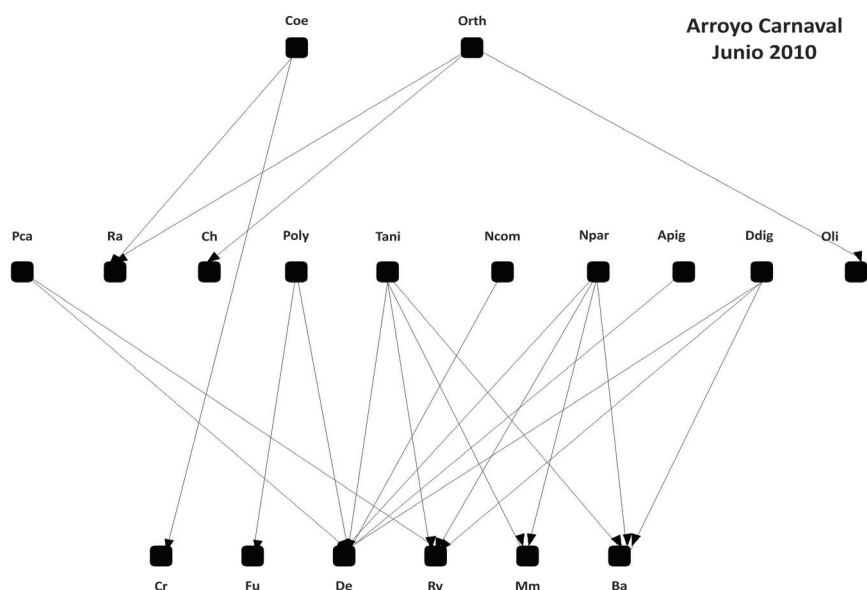 Coe
Orth
Arroyo Carnaval
Junio 2010
Pca
Ra
Ch
Poly
Tani
Ncom
Npar
Apig
Ddig
Oli
Cr
Fu
De
Rv
Mm
Ba